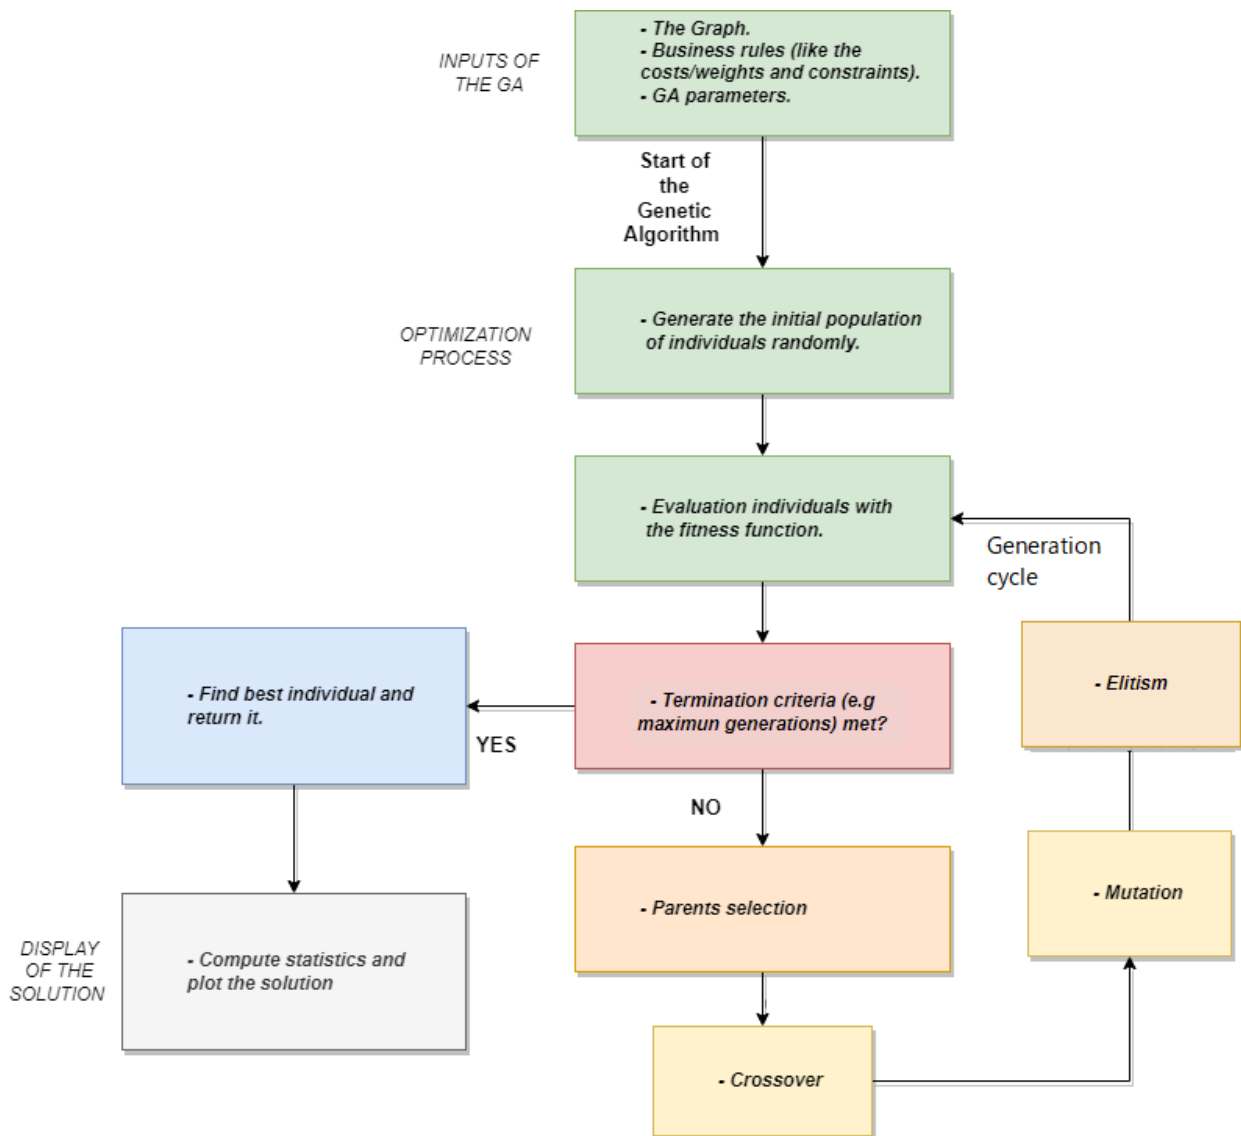 - The Graph.
- Business rules (like the
costs/weights and constraints).
- GA parameters.
INPUTS OF
THE GA
Start of
the
Genetic
Algorithm
- Generate the initial population
of individuals randomly.
OPTIMIZATION
PROCESS
- Evaluation individuals with
the fitness function.
Generation
cycle
- Find best individual and
return it.
YES
- Termination criteria (e.g
maximun generations) met?
- Elitism
NO
- Parents selection
- Mutation
DISPLAY
OF THE
SOLUTION
- Compute statistics and
plot the solution
- Crossover